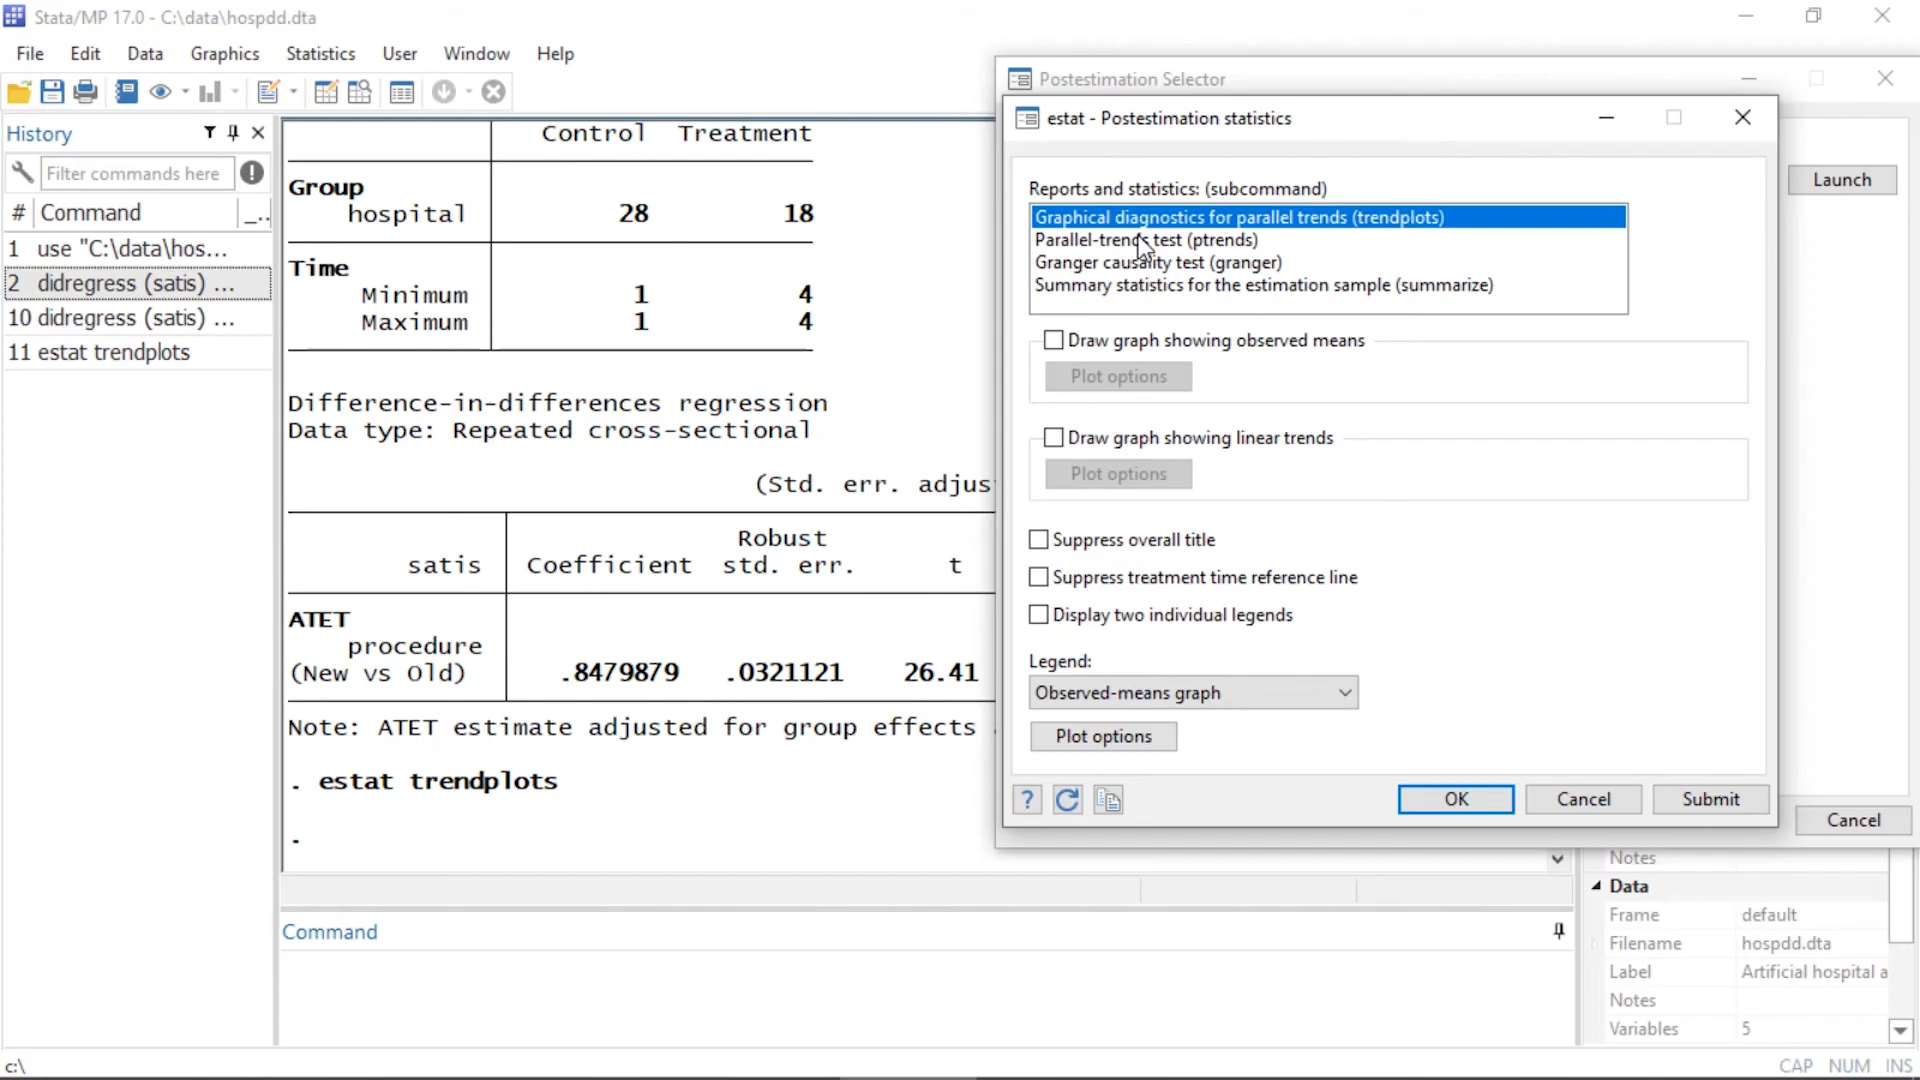 Stata/MP 17.0 - C:\data\hospdd.dta
File Edit Data Graphics Statistics User Window Help
History
Filter commands here
# Command _..
1 use "C:\data\hos...
2 didregress (satis) ...
10 didregress (satis) ...
11 estat trendplots
Control Treatment
Group
hospital 28 18
Time
Minimum 1 4
Maximum 1 4
Difference-in-differences regression
Data type: Repeated cross-sectional
(Std. err. adjus
Robust
satis Coefficient std. err. t
ATET
procedure
(New vs Old) .8479879 .0321121 26.41
Note: ATET estimate adjusted for group effects
. estat trendplots
.
Command
Postestimation Selector
Launch
Cancel
estat - Postestimation statistics
Reports and statistics: (subcommand)
Graphical diagnostics for parallel trends (trendplots)
Parallel-trends test (ptrends)
Granger causality test (granger)
Summary statistics for the estimation sample (summarize)
Draw graph showing observed means
Plot options
Draw graph showing linear trends
Plot options
Suppress overall title
Suppress treatment time reference line
Display two individual legends
Legend:
Observed-means graph
Plot options
? OK Cancel Submit
Notes
Data
Frame default
Filename hospdd.dta
Label Artificial hospital a
Notes
Variables 5
c:\
CAP NUM INS